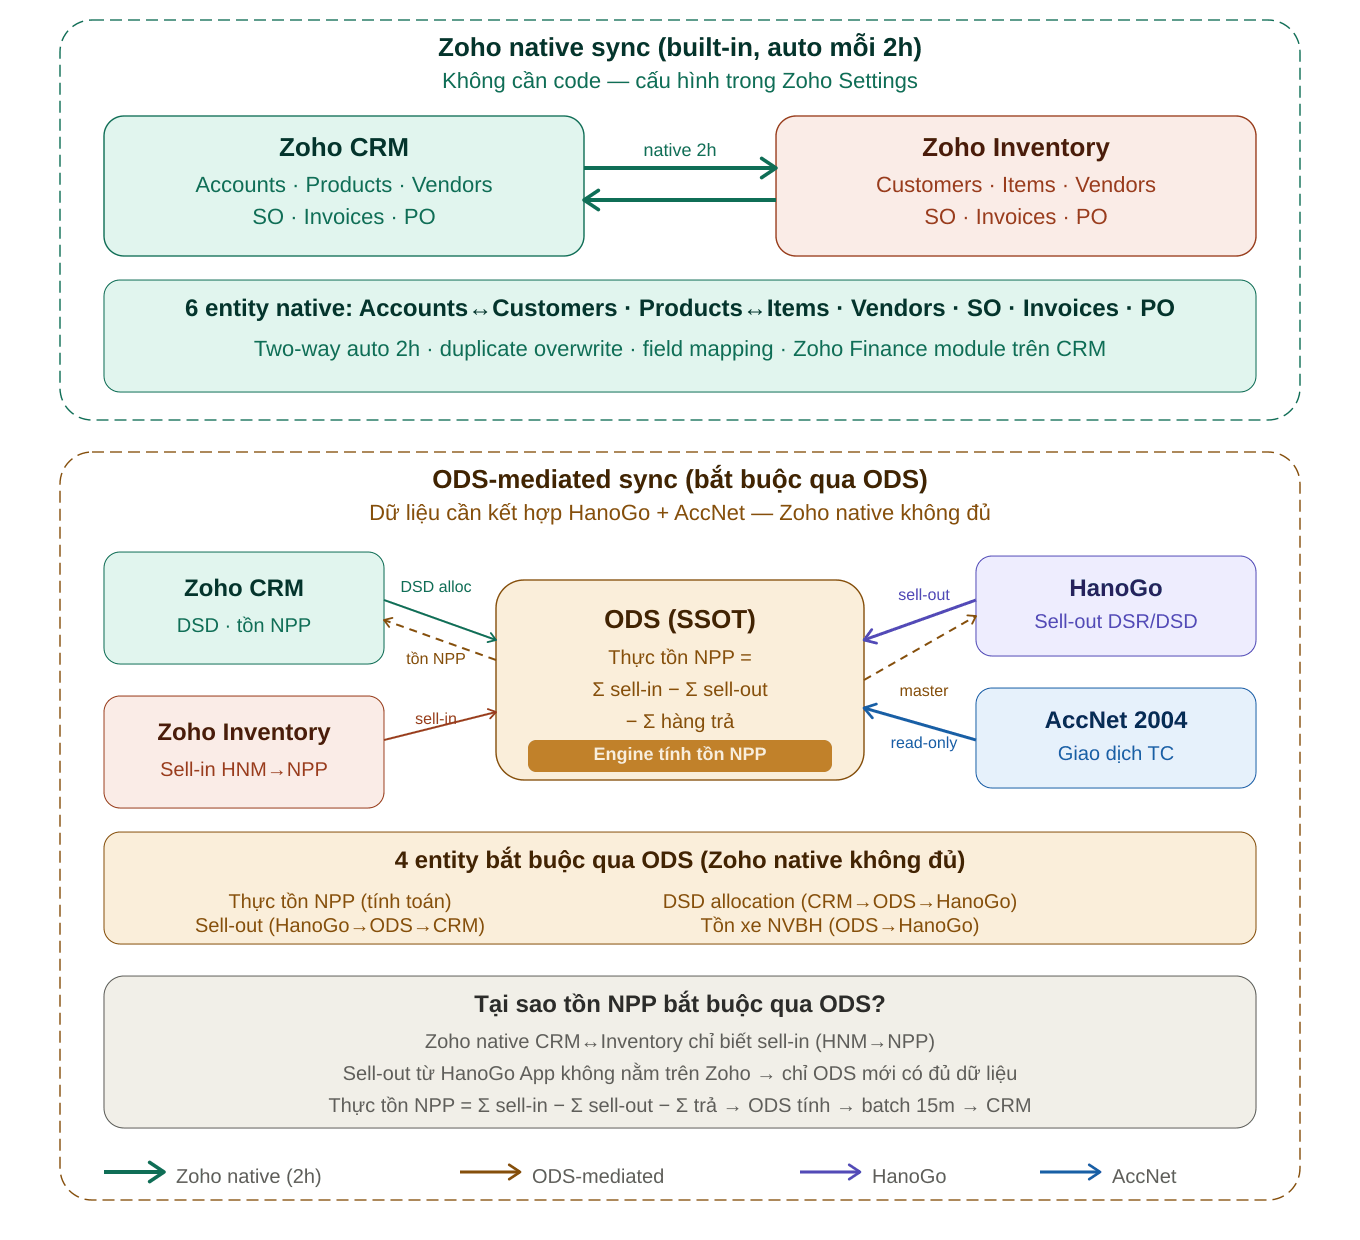 Zoho native sync (built-in, auto mỗi 2h)
Không cần code — cấu hình trong Zoho Settings
Zoho CRM
Accounts · Products · Vendors
SO · Invoices · PO
native 2h
Zoho Inventory
Customers · Items · Vendors
SO · Invoices · PO
6 entity native: Accounts↔Customers · Products↔Items · Vendors · SO · Invoices · PO
Two-way auto 2h · duplicate overwrite · field mapping · Zoho Finance module trên CRM
ODS-mediated sync (bắt buộc qua ODS)
Dữ liệu cần kết hợp HanoGo + AccNet — Zoho native không đủ
Zoho CRM
DSD · tồn NPP
DSD alloc
tồn NPP
Zoho Inventory
Sell-in HNM→NPP
sell-in
ODS (SSOT)
Thực tồn NPP =
Σ sell-in − Σ sell-out
− Σ hàng trả
Engine tính tồn NPP
sell-out
master
read-only
HanoGo
Sell-out DSR/DSD
AccNet 2004
Giao dịch TC
4 entity bắt buộc qua ODS (Zoho native không đủ)
Thực tồn NPP (tính toán)
Sell-out (HanoGo→ODS→CRM)
DSD allocation (CRM→ODS→HanoGo)
Tồn xe NVBH (ODS→HanoGo)
Tại sao tồn NPP bắt buộc qua ODS?
Zoho native CRM↔Inventory chỉ biết sell-in (HNM→NPP)
Sell-out từ HanoGo App không nằm trên Zoho → chỉ ODS mới có đủ dữ liệu
Thực tồn NPP = Σ sell-in − Σ sell-out − Σ trả → ODS tính → batch 15m → CRM
Zoho native (2h)
ODS-mediated
HanoGo
AccNet